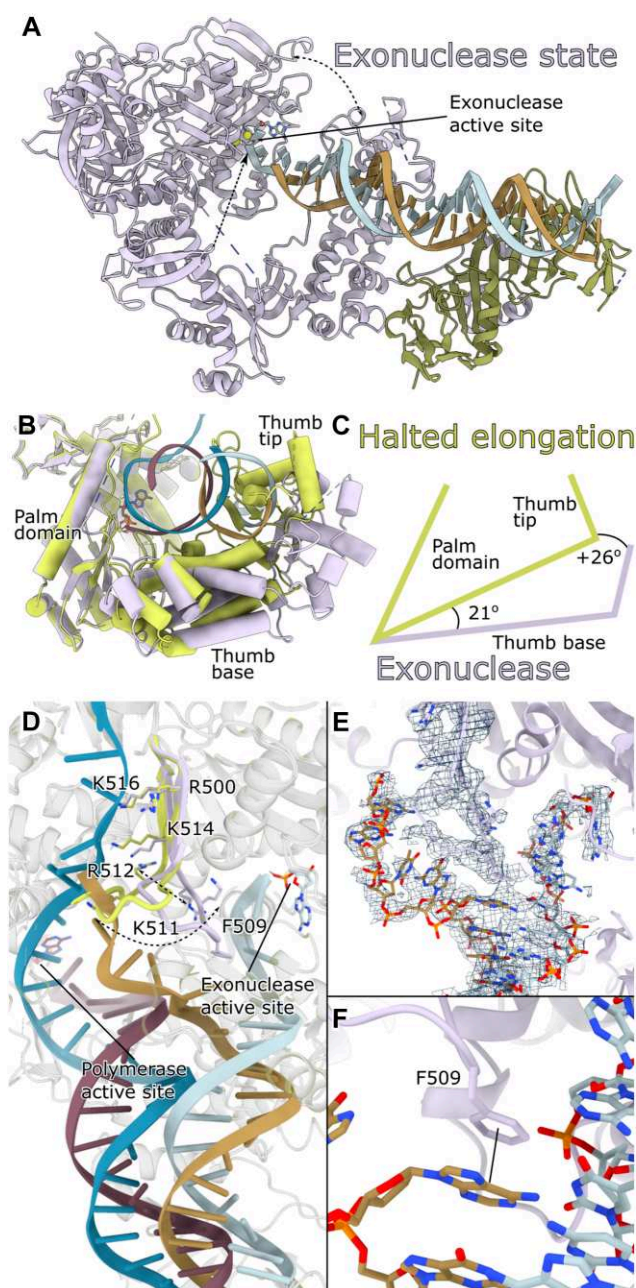 A
Exonuclease state
Exonuclease
active site
B
Thumb
tip
Palm
domain
Thumb
base
C
Halted elongation
Thumb
tip
Palm
domain
+26°
21°
Thumb base
Exonuclease
D
K516
R500
K514
R512
K511
F509
Exonuclease
active site
Polymerase
active site
E
F
F509